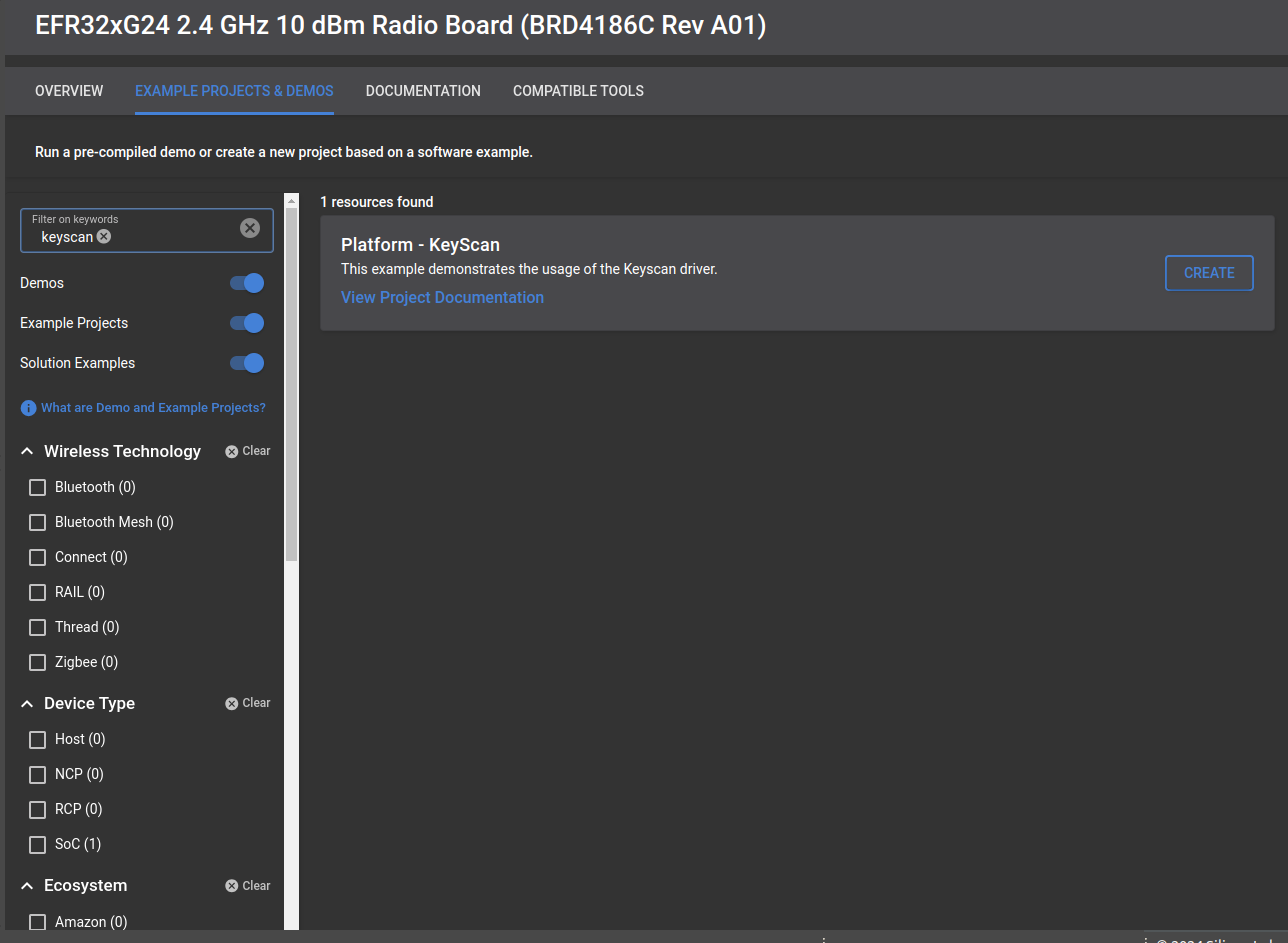 EFR32xG24 2.4 GHz 10 dBm Radio Board (BRD4186C Rev A01)
OVERVIEW EXAMPLE PROJECTS & DEMOS DOCUMENTATION COMPATIBLE TOOLS
Run a pre-compiled demo or create a new project based on a software example.
Filter on keywords
keyscan
Demos
Example Projects
Solution Examples
What are Demo and Example Projects?
Wireless Technology Clear
Bluetooth (0)
Bluetooth Mesh (0)
Connect (0)
RAIL (0)
Thread (0)
Zigbee (0)
Device Type Clear
Host (0)
NCP (0)
RCP (0)
SoC (1)
Ecosystem Clear
Amazon (0)
1 resources found
Platform - KeyScan
This example demonstrates the usage of the Keyscan driver.
View Project Documentation
CREATE